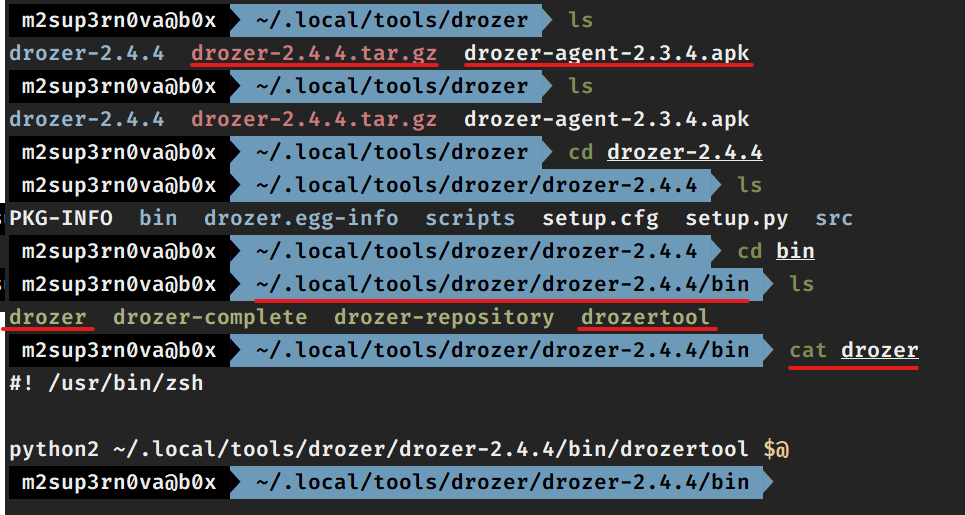 m2sup3rn0va@b0x ~/.local/tools/drozer ls
drozer-2.4.4 drozer-2.4.4.tar.gz drozer-agent-2.3.4.apk
m2sup3rn0va@b0x ~/.local/tools/drozer ls
drozer-2.4.4 drozer-2.4.4.tar.gz drozer-agent-2.3.4.apk
m2sup3rn0va@b0x ~/.local/tools/drozer cd drozer-2.4.4
m2sup3rn0va@b0x ~/.local/tools/drozer/drozer-2.4.4 ls
PKG-INFO bin drozer.egg-info scripts setup.cfg setup.py src
m2sup3rn0va@b0x ~/.local/tools/drozer/drozer-2.4.4 cd bin
m2sup3rn0va@b0x ~/.local/tools/drozer/drozer-2.4.4/bin ls
drozer drozer-complete drozer-repository drozertool
m2sup3rn0va@b0x ~/.local/tools/drozer/drozer-2.4.4/bin cat drozer
#! /usr/bin/zsh
python2 ~/.local/tools/drozer/drozer-2.4.4/bin/drozertool $@
m2sup3rn0va@b0x ~/.local/tools/drozer/drozer-2.4.4/bin